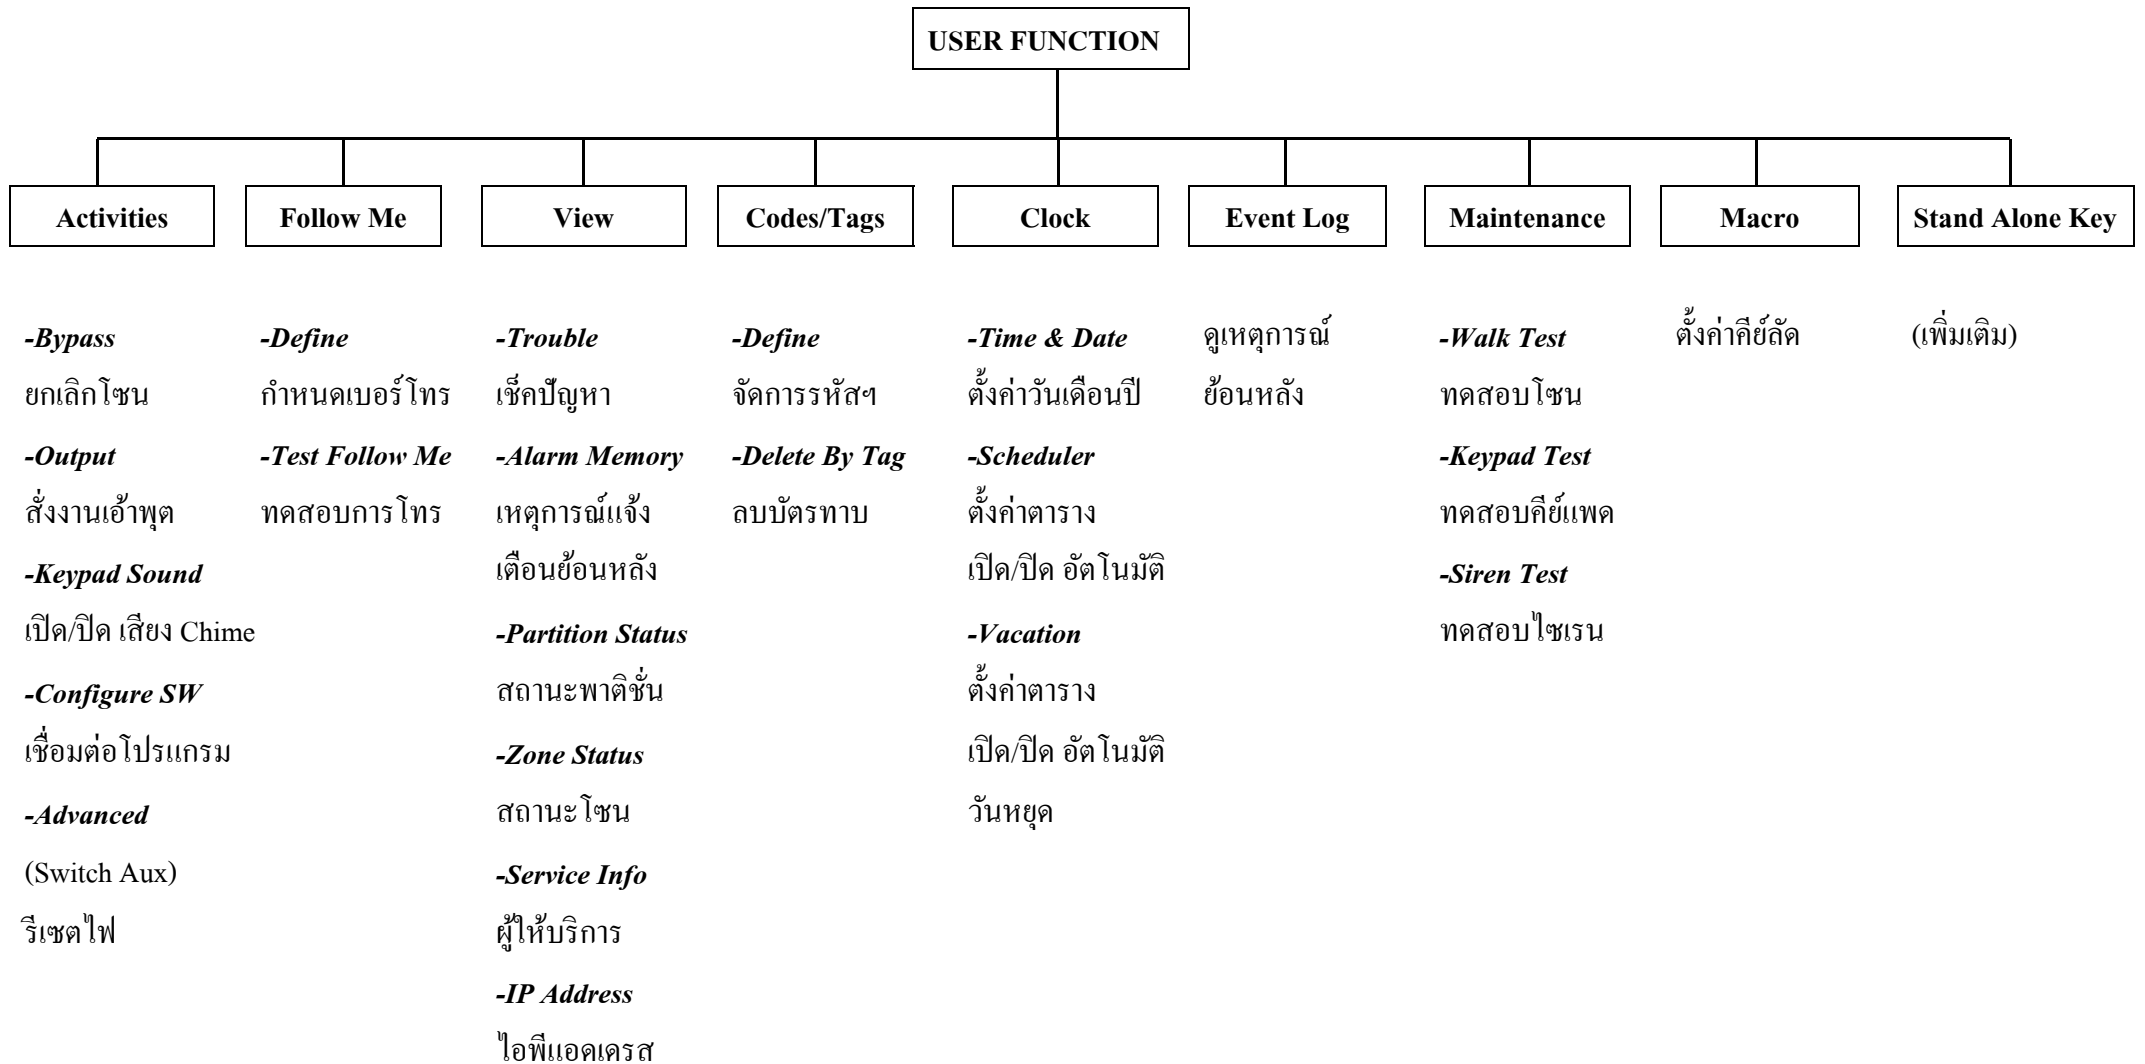 USER FUNCTION
Activities
Follow Me
View
Codes/Tags
Clock
Event Log
Maintenance
Macro
Stand Alone Key
-Bypass
ยกเลิกโซน
-Output
สั่งงานเอ้าพุต
-Keypad Sound
เปิด/ปิด เสียง Chime
-Configure SW
เชื่อมต่อโปรแกรม
-Advanced
(Switch Aux)
รีเซตไฟ
-Define
กำหนดเบอร์โทร
-Test Follow Me
ทดสอบการโทร
-Trouble
เช็คปัญหา
-Alarm Memory
เหตุการณ์แจ้ง
เตือนย้อนหลัง
-Partition Status
สถานะพาติชั่น
-Zone Status
สถานะโซน
-Service Info
ผู้ให้บริการ
-IP Address
ไอพีแอดเดรส
-Define
จัดการรหัสฯ
-Delete By Tag
ลบบัตรทาบ
-Time & Date
ตั้งค่าวันเดือนปี
-Scheduler
ตั้งค่าตาราง
เปิด/ปิด อัตโนมัติ
-Vacation
ตั้งค่าตาราง
เปิด/ปิด อัตโนมัติ
วันหยุด
ดูเหตุการณ์
ย้อนหลัง
-Walk Test
ทดสอบโซน
-Keypad Test
ทดสอบคีย์แพด
-Siren Test
ทดสอบไซเรน
ตั้งค่าคีย์ลัด
(เพิ่มเติม)